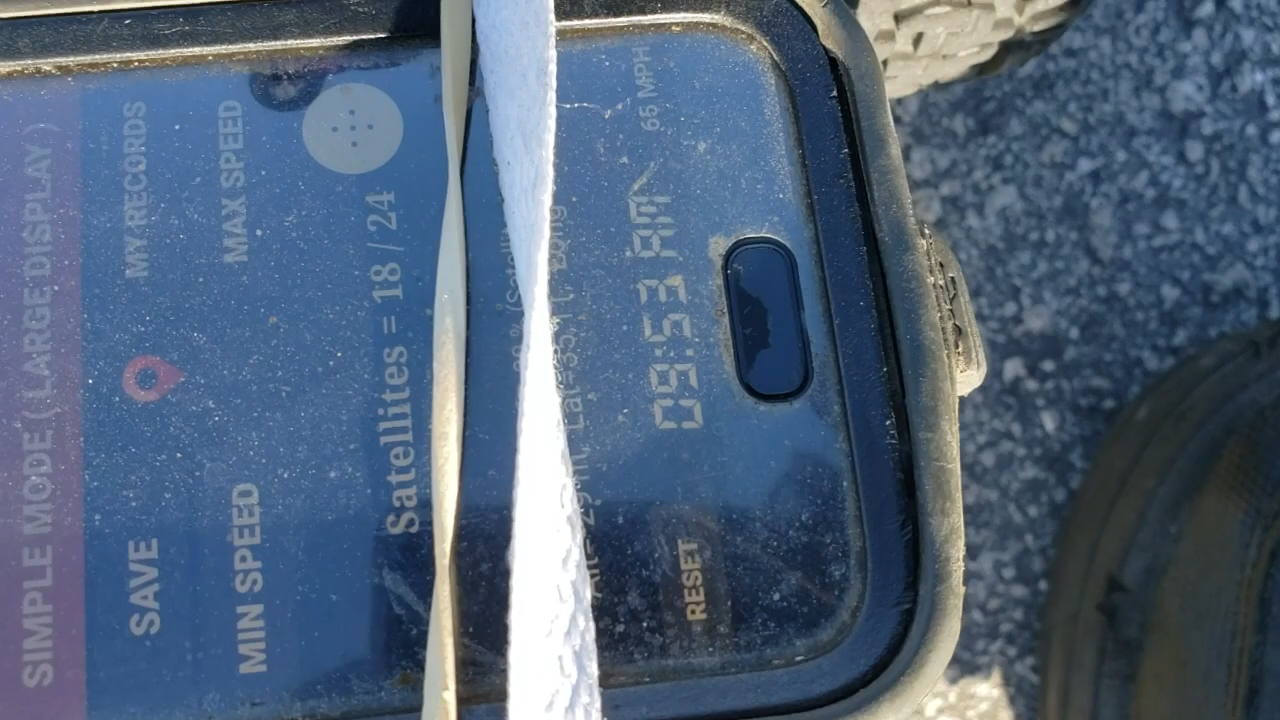 SIMPLE MODE ( LARGE DISPLAY )
SAVE MY RECORDS
MIN SPEED MAX SPEED
Satellites = 18 / 24
RESET 09:53 AM 65 MPH